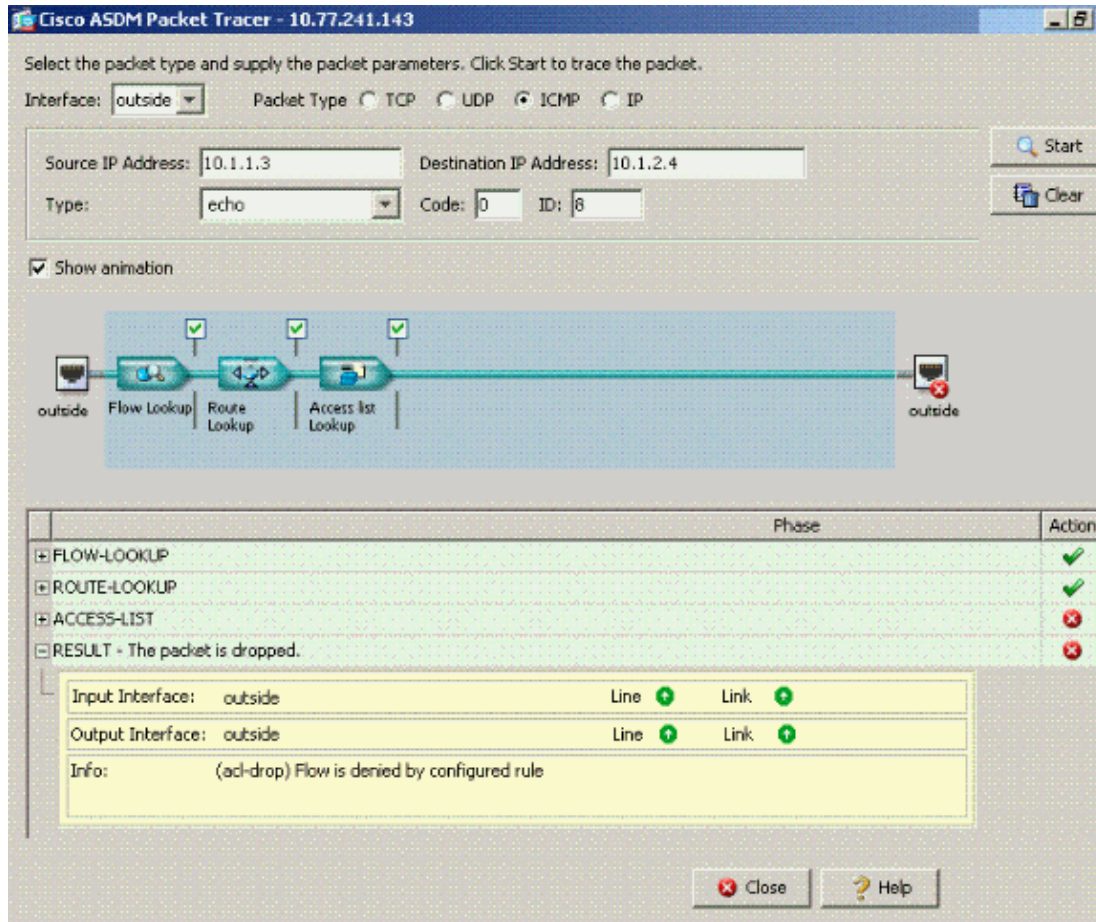 Cisco ASDM Packet Tracer - 10.77.241.143
Select the packet type and supply the packet parameters. Click Start to trace the packet.
Interface: outside Packet Type TCP UDP ICMP IP
Source IP Address: 10.1.1.3 Destination IP Address: 10.1.2.4
Start
Type: echo Code: 0 ID: 8
Clear
Show animation
outside
Flow Lookup
Route
Lookup
Access list
Lookup
outside
Phase Action
FLOW-LOOKUP
ROUTE-LOOKUP
ACCESS-LIST
RESULT - The packet is dropped.
Input Interface: outside Line Link
Output Interface: outside Line Link
Info: (acl-drop) Flow is denied by configured rule
Close Help